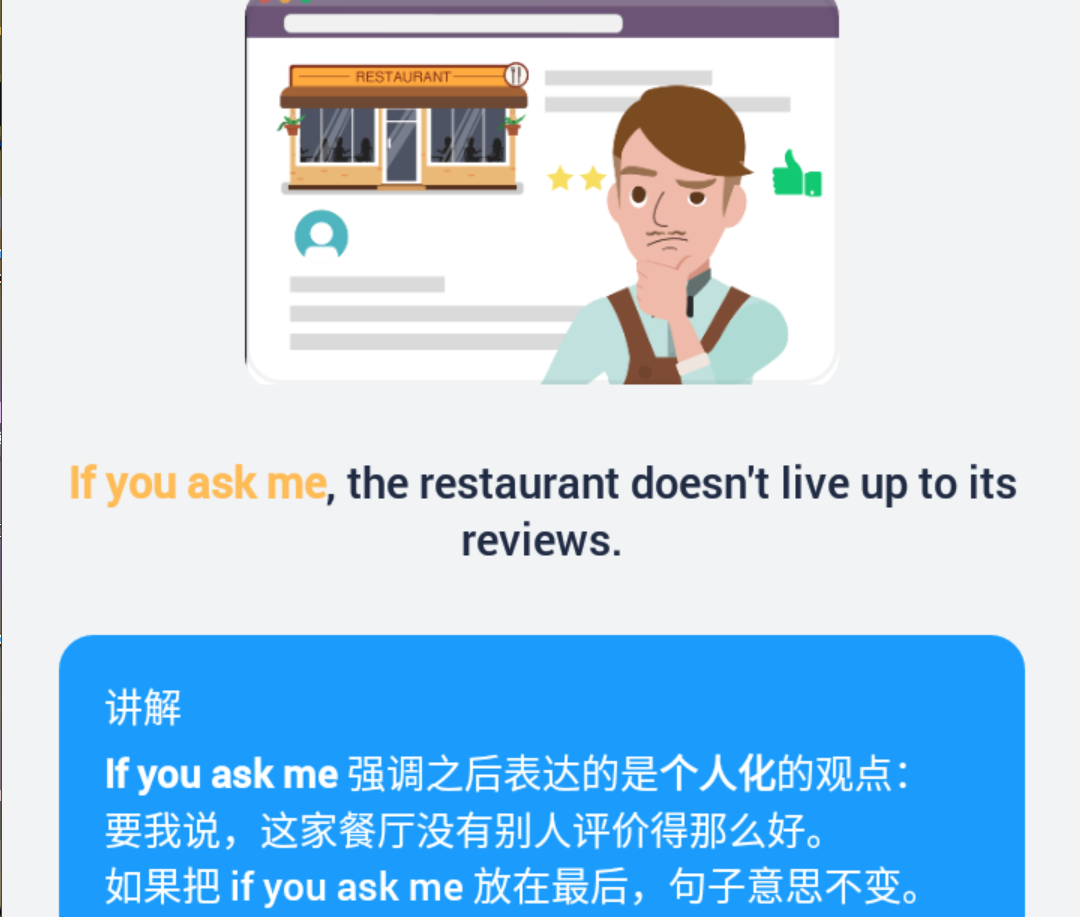 RESTAURANT
If you ask me, the restaurant doesn't live up to its
reviews.
讲解
If you ask me 强调之后表达的是个人化的观点：
要我说，这家餐厅没有别人评价得那么好。
如果把 if you ask me 放在最后，句子意思不变。